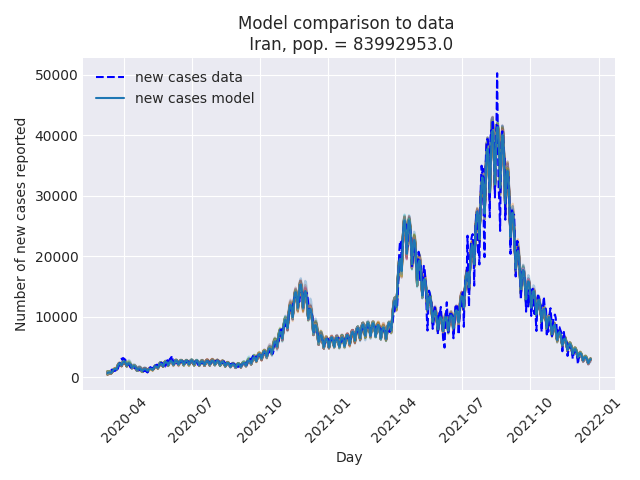 Model comparison to data
Iran, pop. = 83992953.0
new cases data
new cases model
Number of new cases reported
50000
40000
30000
20000
10000
0
2020-04
2020-07
2020-10
2021-01
2021-04
2021-07
2021-10
2022-01
Day